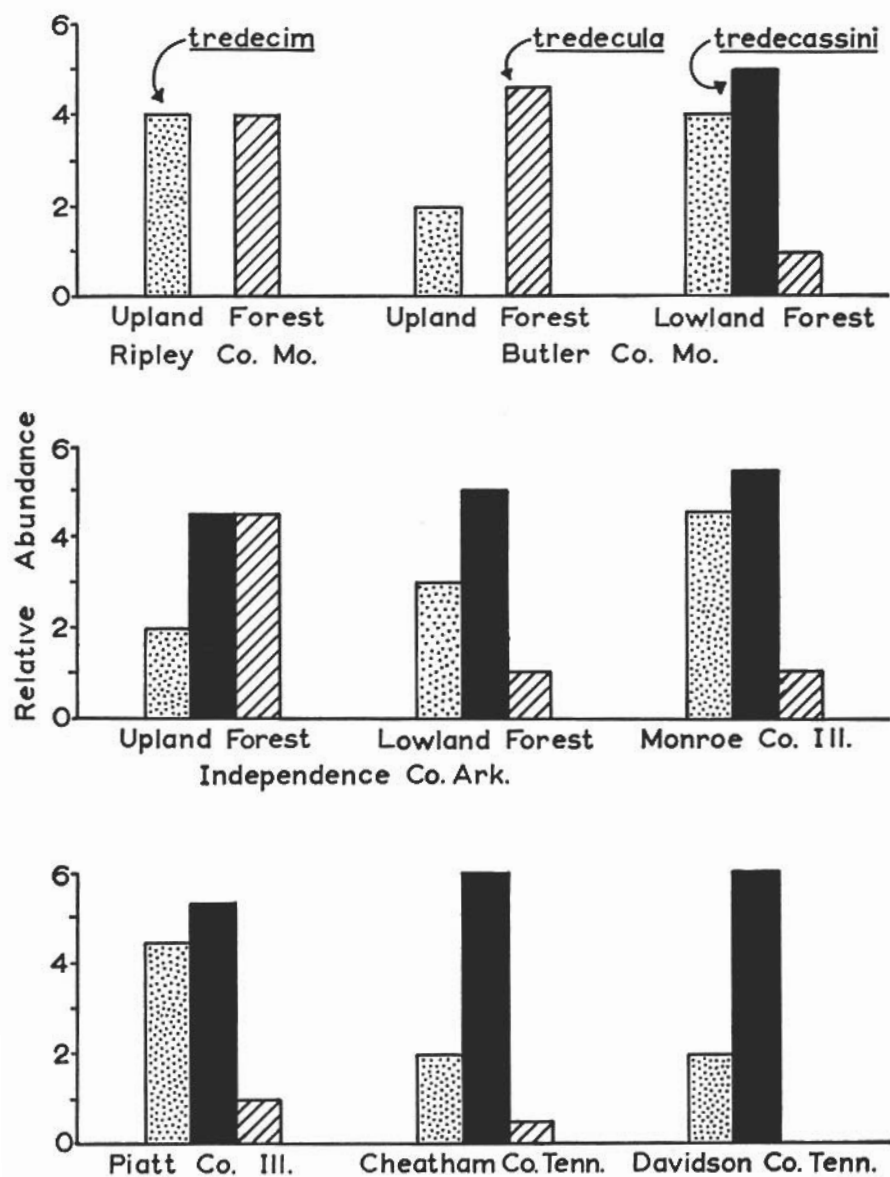 tredecim tredecula tredecassini
6
4
2
0
Upland Forest Upland Forest Lowland Forest
Ripley Co. Mo. Butler Co. Mo.
Relative Abundance
6
4
2
0
Upland Forest Lowland Forest Monroe Co. Ill.
Independence Co. Ark.
6
4
2
0
Piatt Co. Ill. Cheatham Co. Tenn. Davidson Co. Tenn.